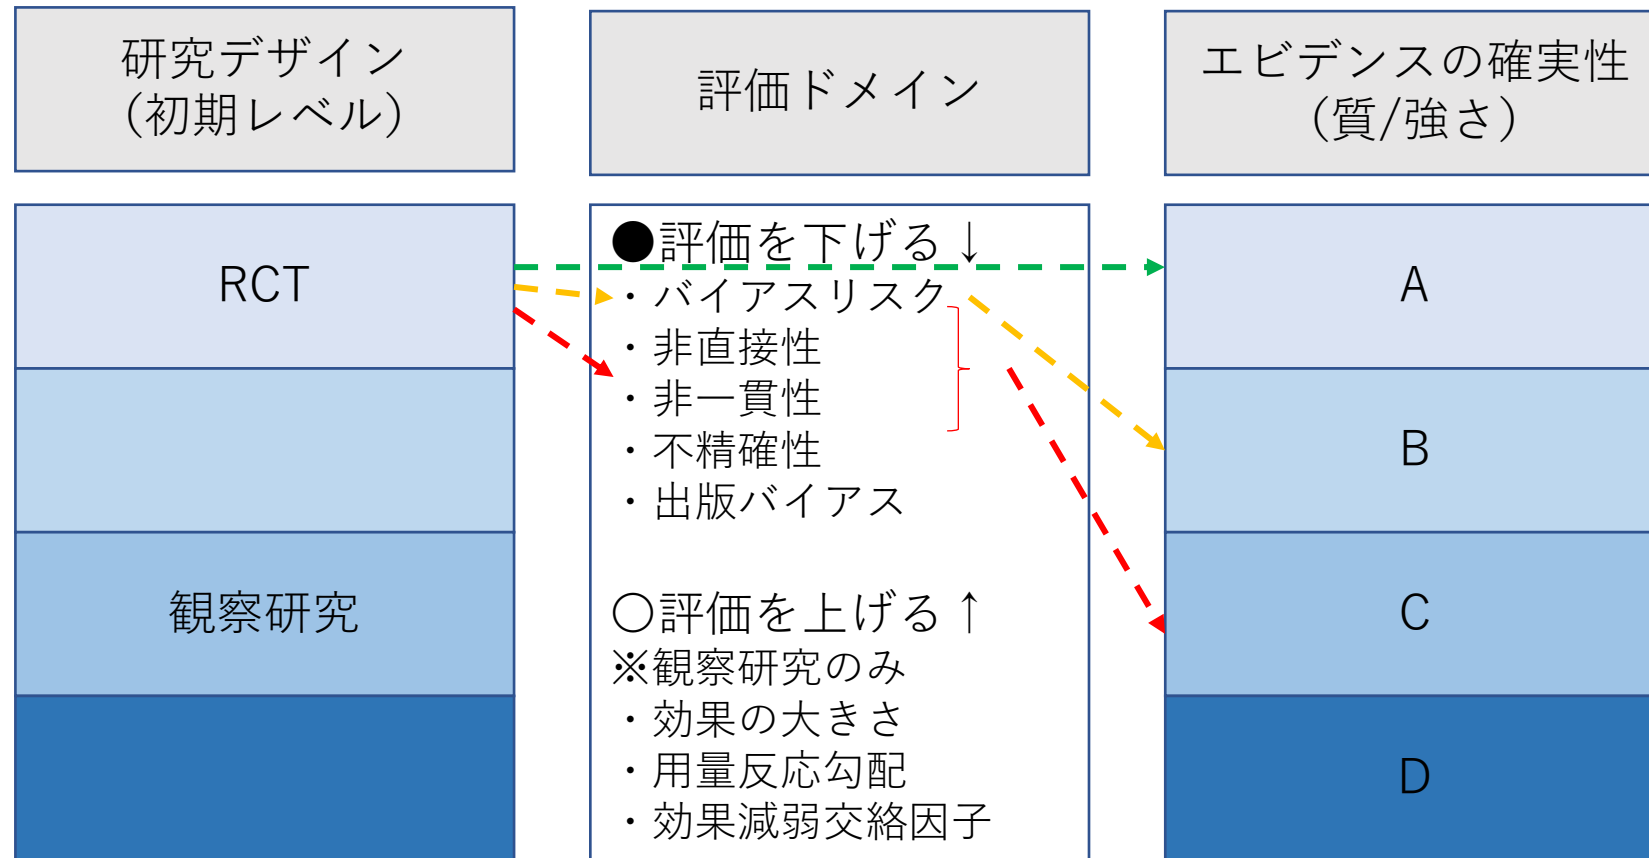 研究デザイン
(初期レベル)
評価ドメイン
エビデンスの確実性
(質/強さ)
RCT
観察研究
●評価を下げる↓
・バイアスリスク
・非直接性
・非一貫性
・不精確性
・出版バイアス
○評価を上げる↑
※観察研究のみ
・効果の大きさ
・用量反応勾配
・効果減弱交絡因子
A
B
C
D